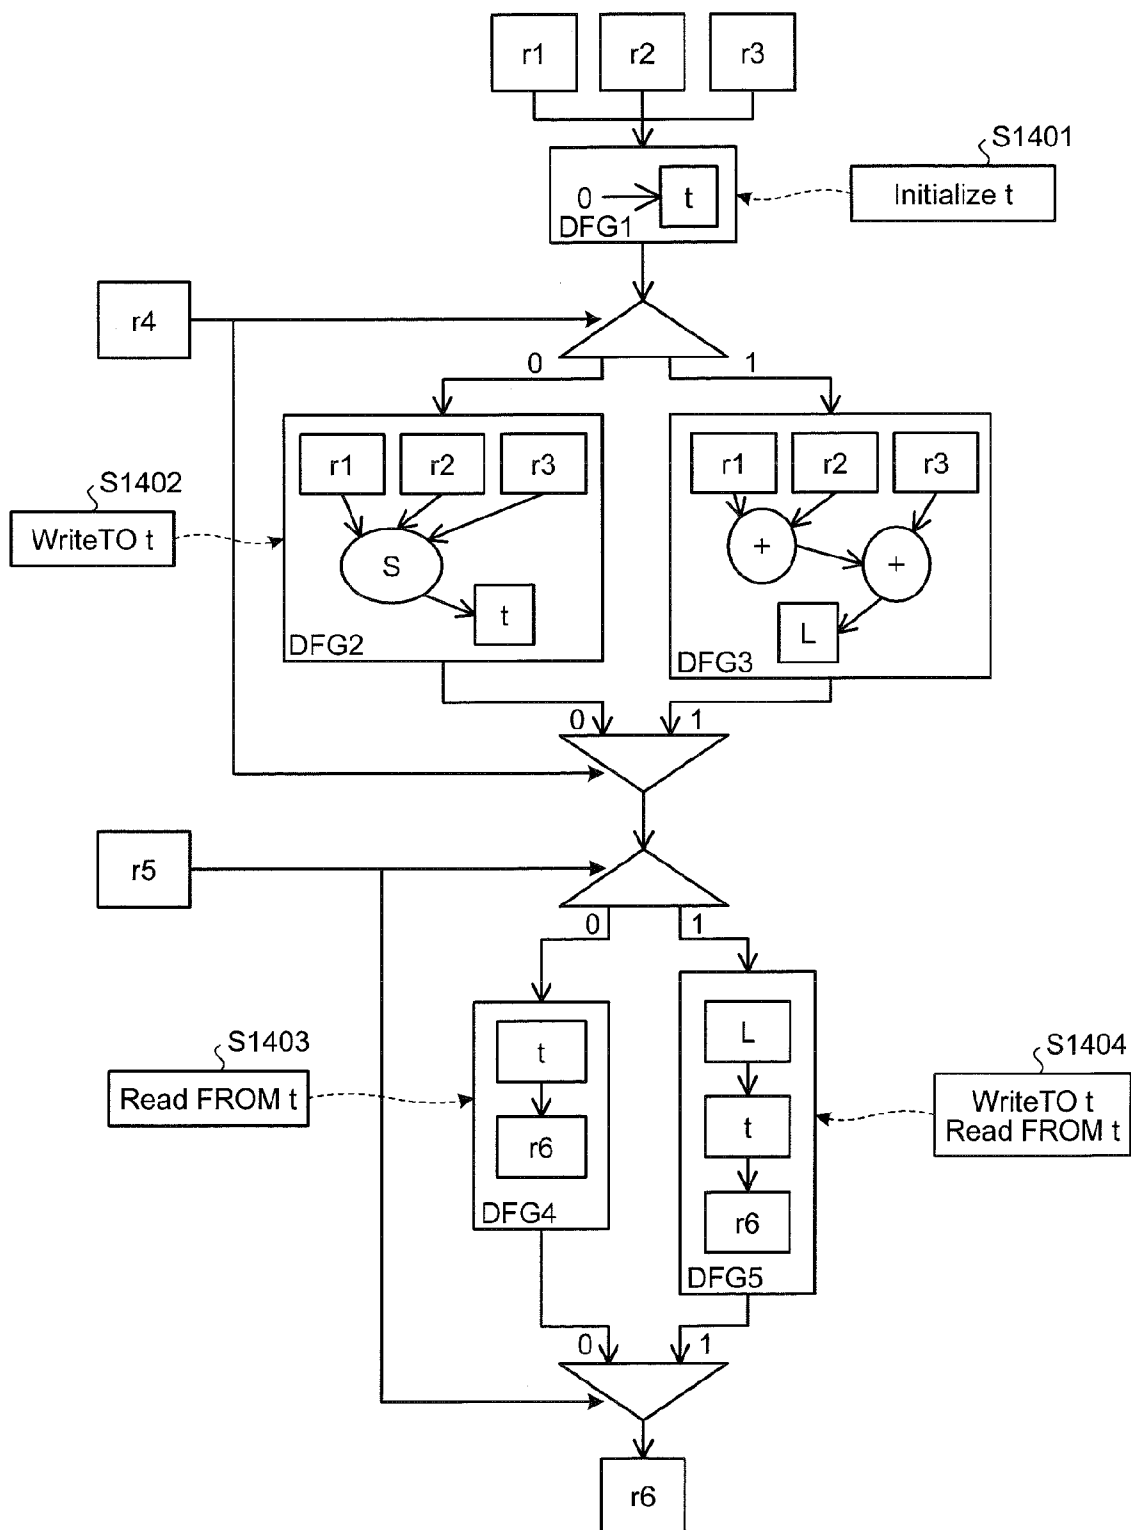 r1 r2 r3
S1401
0 t
DFG1
Initialize t
r4
0 1
r1 r2 r3
r1 r2 r3
S1402
WriteTO t
S
+ +
t
L
DFG2
DFG3
0 1
r5
0 1
S1403
Read FROM t
t
r6
DFG4
L
t
r6
DFG5
S1404
WriteTO t
Read FROM t
0 1
r6